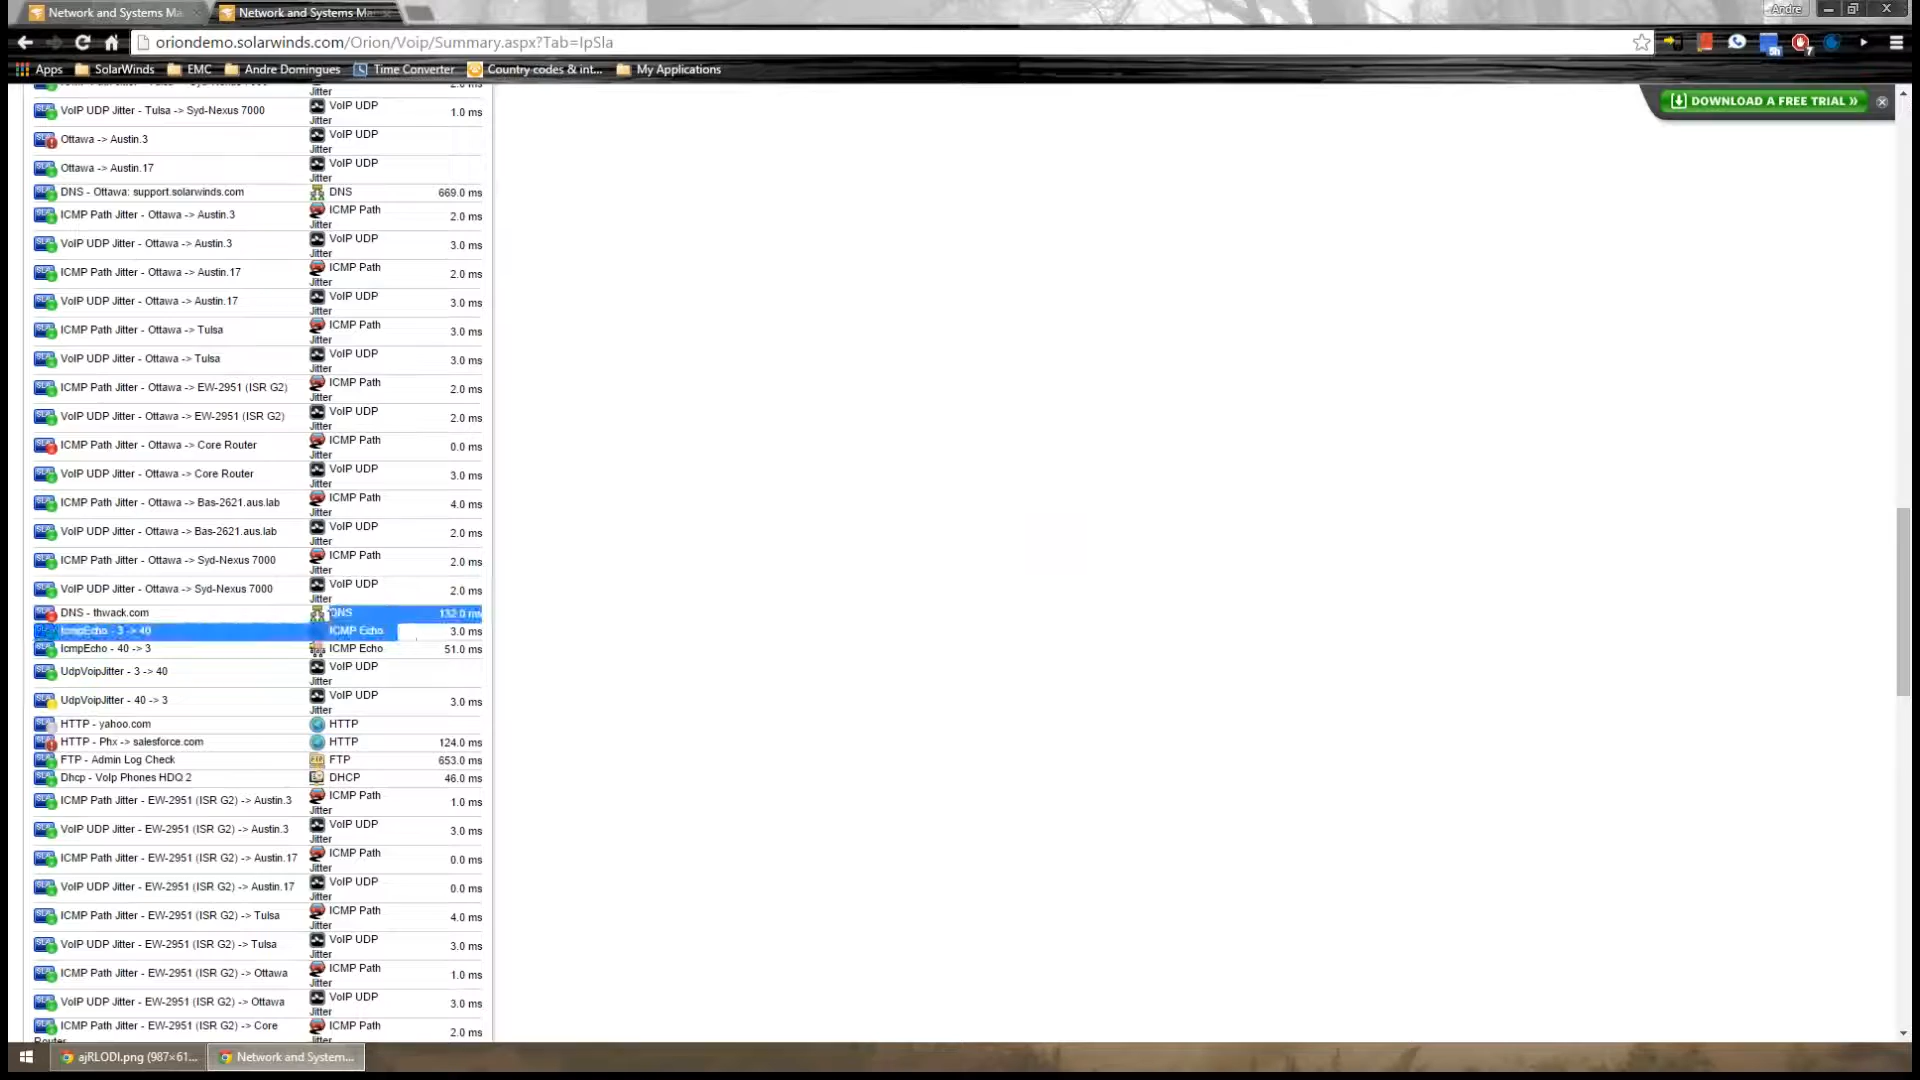 Network and Systems Ma
Network and Systems Ma
Andre
oriondemo.solarwinds.com/Orion/Voip/Summary.aspx?Tab=IpSla
Apps SolarWinds EMC Andre Domingues Time Converter Country codes & int... My Applications
DOWNLOAD A FREE TRIAL »
Jitter
VoIP UDP Jitter - Tulsa -> Syd-Nexus 7000 VoIP UDP Jitter 1.0 ms
Ottawa -> Austin.3 VoIP UDP Jitter
Ottawa -> Austin.17 VoIP UDP Jitter
DNS - Ottawa: support.solarwinds.com DNS 669.0 ms
ICMP Path Jitter - Ottawa -> Austin.3 ICMP Path Jitter 2.0 ms
VoIP UDP Jitter - Ottawa -> Austin.3 VoIP UDP Jitter 3.0 ms
ICMP Path Jitter - Ottawa -> Austin.17 ICMP Path Jitter 2.0 ms
VoIP UDP Jitter - Ottawa -> Austin.17 VoIP UDP Jitter 3.0 ms
ICMP Path Jitter - Ottawa -> Tulsa ICMP Path Jitter 3.0 ms
VoIP UDP Jitter - Ottawa -> Tulsa VoIP UDP Jitter 3.0 ms
ICMP Path Jitter - Ottawa -> EW-2951 (ISR G2) ICMP Path Jitter 2.0 ms
VoIP UDP Jitter - Ottawa -> EW-2951 (ISR G2) VoIP UDP Jitter 2.0 ms
ICMP Path Jitter - Ottawa -> Core Router ICMP Path Jitter 0.0 ms
VoIP UDP Jitter - Ottawa -> Core Router VoIP UDP Jitter 3.0 ms
ICMP Path Jitter - Ottawa -> Bas-2621.aus.lab ICMP Path Jitter 4.0 ms
VoIP UDP Jitter - Ottawa -> Bas-2621.aus.lab VoIP UDP Jitter 2.0 ms
ICMP Path Jitter - Ottawa -> Syd-Nexus 7000 ICMP Path Jitter 2.0 ms
VoIP UDP Jitter - Ottawa -> Syd-Nexus 7000 VoIP UDP Jitter 2.0 ms
DNS - thwack.com DNS 132.0 ms
IcmpEcho - 3 -> 40 ICMP Echo 3.0 ms
IcmpEcho - 40 -> 3 ICMP Echo 51.0 ms
UdpVoipJitter - 3 -> 40 VoIP UDP Jitter
UdpVoipJitter - 40 -> 3 VoIP UDP Jitter 3.0 ms
HTTP - yahoo.com HTTP
HTTP - Phx -> salesforce.com HTTP 124.0 ms
FTP - Admin Log Check FTP 653.0 ms
Dhcp - VoIp Phones HDQ 2 DHCP 46.0 ms
ICMP Path Jitter - EW-2951 (ISR G2) -> Austin.3 ICMP Path Jitter 1.0 ms
VoIP UDP Jitter - EW-2951 (ISR G2) -> Austin.3 VoIP UDP Jitter 3.0 ms
ICMP Path Jitter - EW-2951 (ISR G2) -> Austin.17 ICMP Path Jitter 0.0 ms
VoIP UDP Jitter - EW-2951 (ISR G2) -> Austin.17 VoIP UDP Jitter 0.0 ms
ICMP Path Jitter - EW-2951 (ISR G2) -> Tulsa ICMP Path Jitter 4.0 ms
VoIP UDP Jitter - EW-2951 (ISR G2) -> Tulsa VoIP UDP Jitter 3.0 ms
ICMP Path Jitter - EW-2951 (ISR G2) -> Ottawa ICMP Path Jitter 1.0 ms
VoIP UDP Jitter - EW-2951 (ISR G2) -> Ottawa VoIP UDP Jitter 3.0 ms
ICMP Path Jitter - EW-2951 (ISR G2) -> Core Router ICMP Path Jitter 2.0 ms
ajRLODI.png (987×61... Network and System...